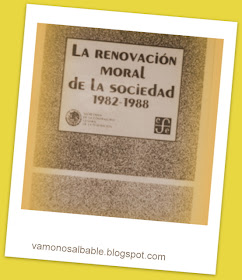 LA RENOVACIÓN
MORAL
DE LA SOCIEDAD
1982-1988
vamonosalbable.blogspot.com